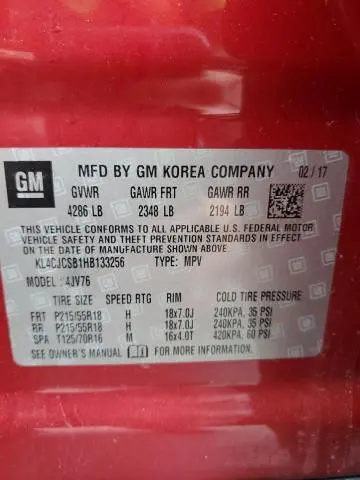 GM
MFD BY GM KOREA COMPANY 02/17
GVWR GAWR FRT GAWR RR
4286 LB 2348 LB 2194 LB
THIS VEHICLE CONFORMS TO ALL APPLICABLE U.S. FEDERAL MOTOR
VEHICLE SAFETY AND THEFT PREVENTION STANDARDS IN EFFECT ON
THE DATE OF MANUFACTURE SHOWN ABOVE.
KL4CJCSB1HB133256 TYPE: MPV
MODEL: 4JV76
TIRE SIZE SPEED RTG RIM COLD TIRE PRESSURE
FRT P215/55R18 H 18x7.0J 240KPA, 35 PSI
RR P215/55R18 H 18x7.0J 240KPA, 35 PSI
SPA T125/70R16 M 16x4.0T 420KPA, 60 PSI
SEE OWNER'S MANUAL FOR ADDITIONAL INFORMATION.